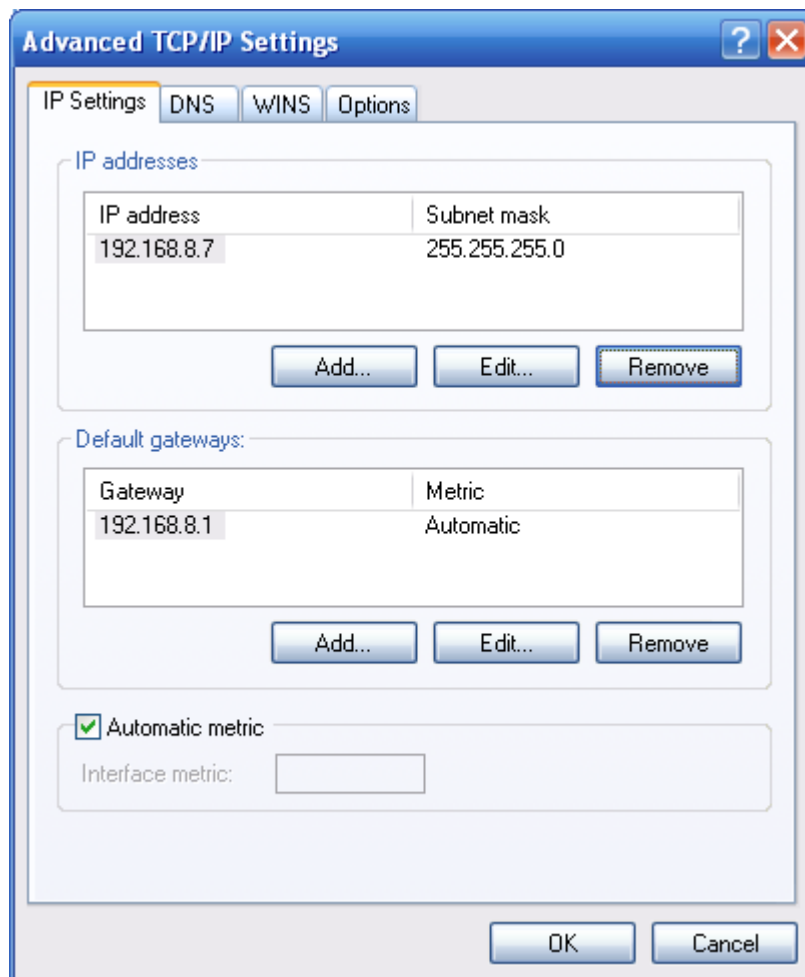 Advanced TCP/IP Settings
IP Settings DNS WINS Options
IP addresses
IP address Subnet mask
192.168.8.7 255.255.255.0
Add... Edit... Remove
Default gateways:
Gateway Metric
192.168.8.1 Automatic
Add... Edit... Remove
Automatic metric
Interface metric:
OK Cancel